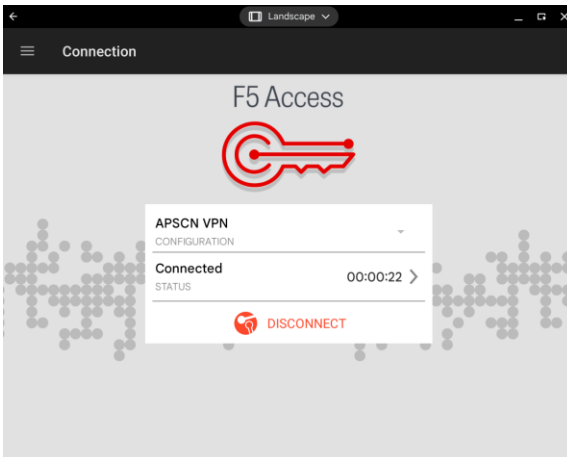 Landscape
Connection
F5 Access
APSCN VPN
CONFIGURATION
Connected
00:00:22
STATUS
DISCONNECT